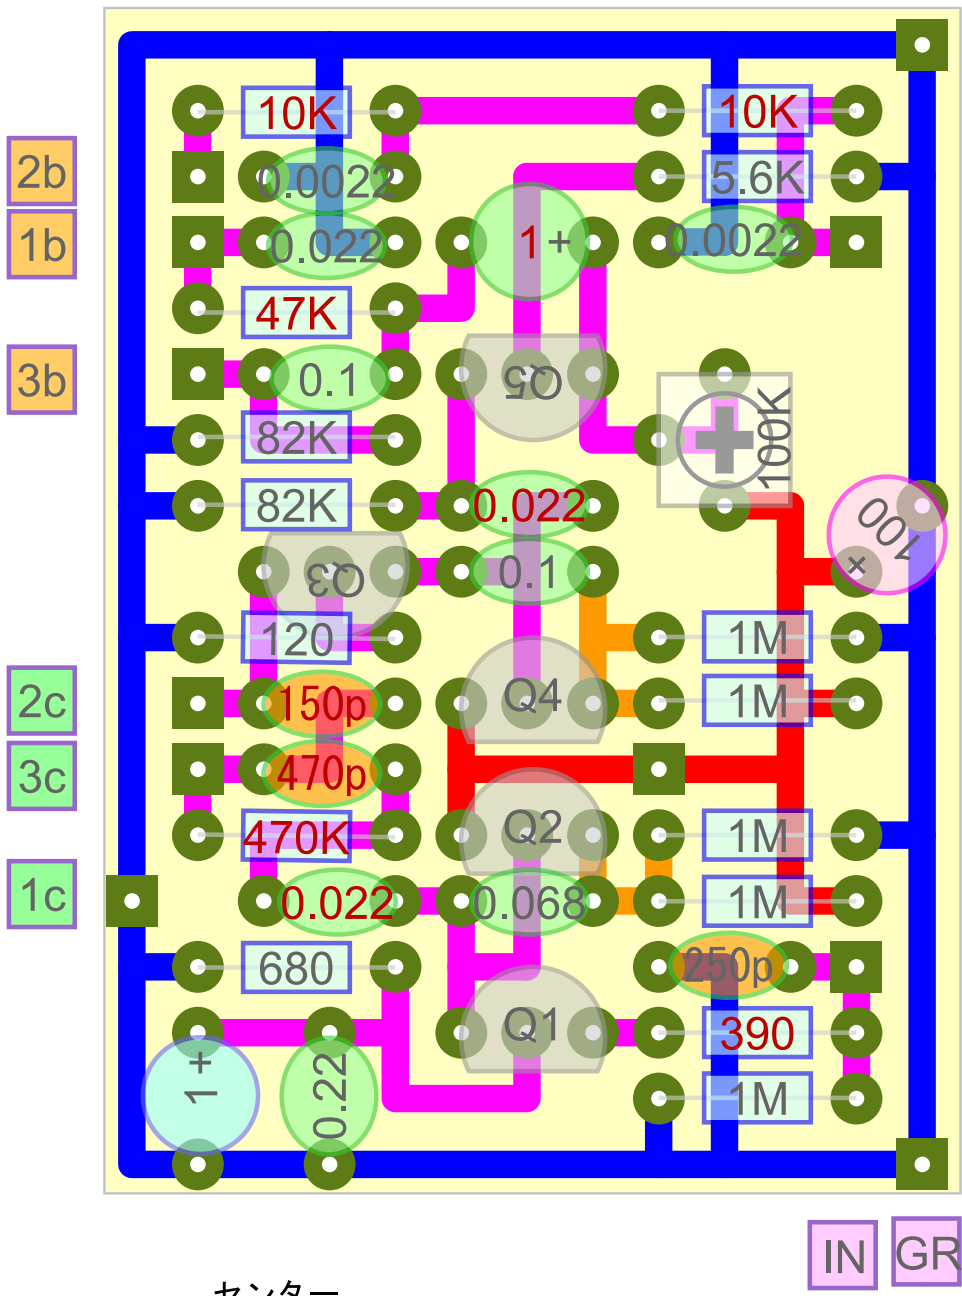 10K
10K
2b
0.0022
5.6K
1b
0.022
1+
0.0022
47K
3b
0.1
Q5
100K
82K
82K
0.022
100
+
Q3
0.1
120
1M
2c
150p
Q4
1M
3c
470p
470K
Q2
1M
1c
0.022
0.068
1M
680
250p
Q1
390
1+
0.22
1M
IN
GR
センター